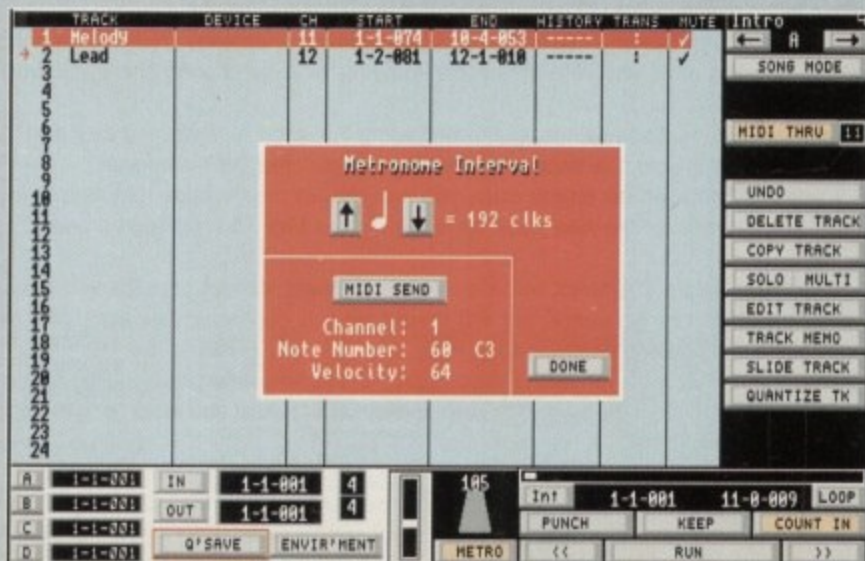 TRACK DEVICE CH START END HISTORY TRANS MUTE Intro
1 Melody 11 1-1-074 10-4-053 ----- : ✓
← A →
2 Lead 12 1-2-081 12-1-010 ----- : ✓
SONG MODE
3
4
5
6
MIDI THRU 11
7
8
9
10
11
12
13
14
15
16
17
18
19
20
21
22
23
24
Metronome Interval
= 192 clks
MIDI SEND
Channel: 1
Note Number: 60 C3
Velocity: 64
DONE
UNDO
DELETE TRACK
COPY TRACK
SOLO MULTI
EDIT TRACK
TRACK MEMO
SLIDE TRACK
QUANTIZE TK
A 1-1-001
B 1-1-001
C 1-1-001
D 1-1-001
IN 1-1-001 4
OUT 1-1-001 4
Q'SAVE ENVIR'MENT
105
METRO
Int 1-1-001 11-0-009 LOOP
PUNCH KEEP COUNT IN
<< RUN >>